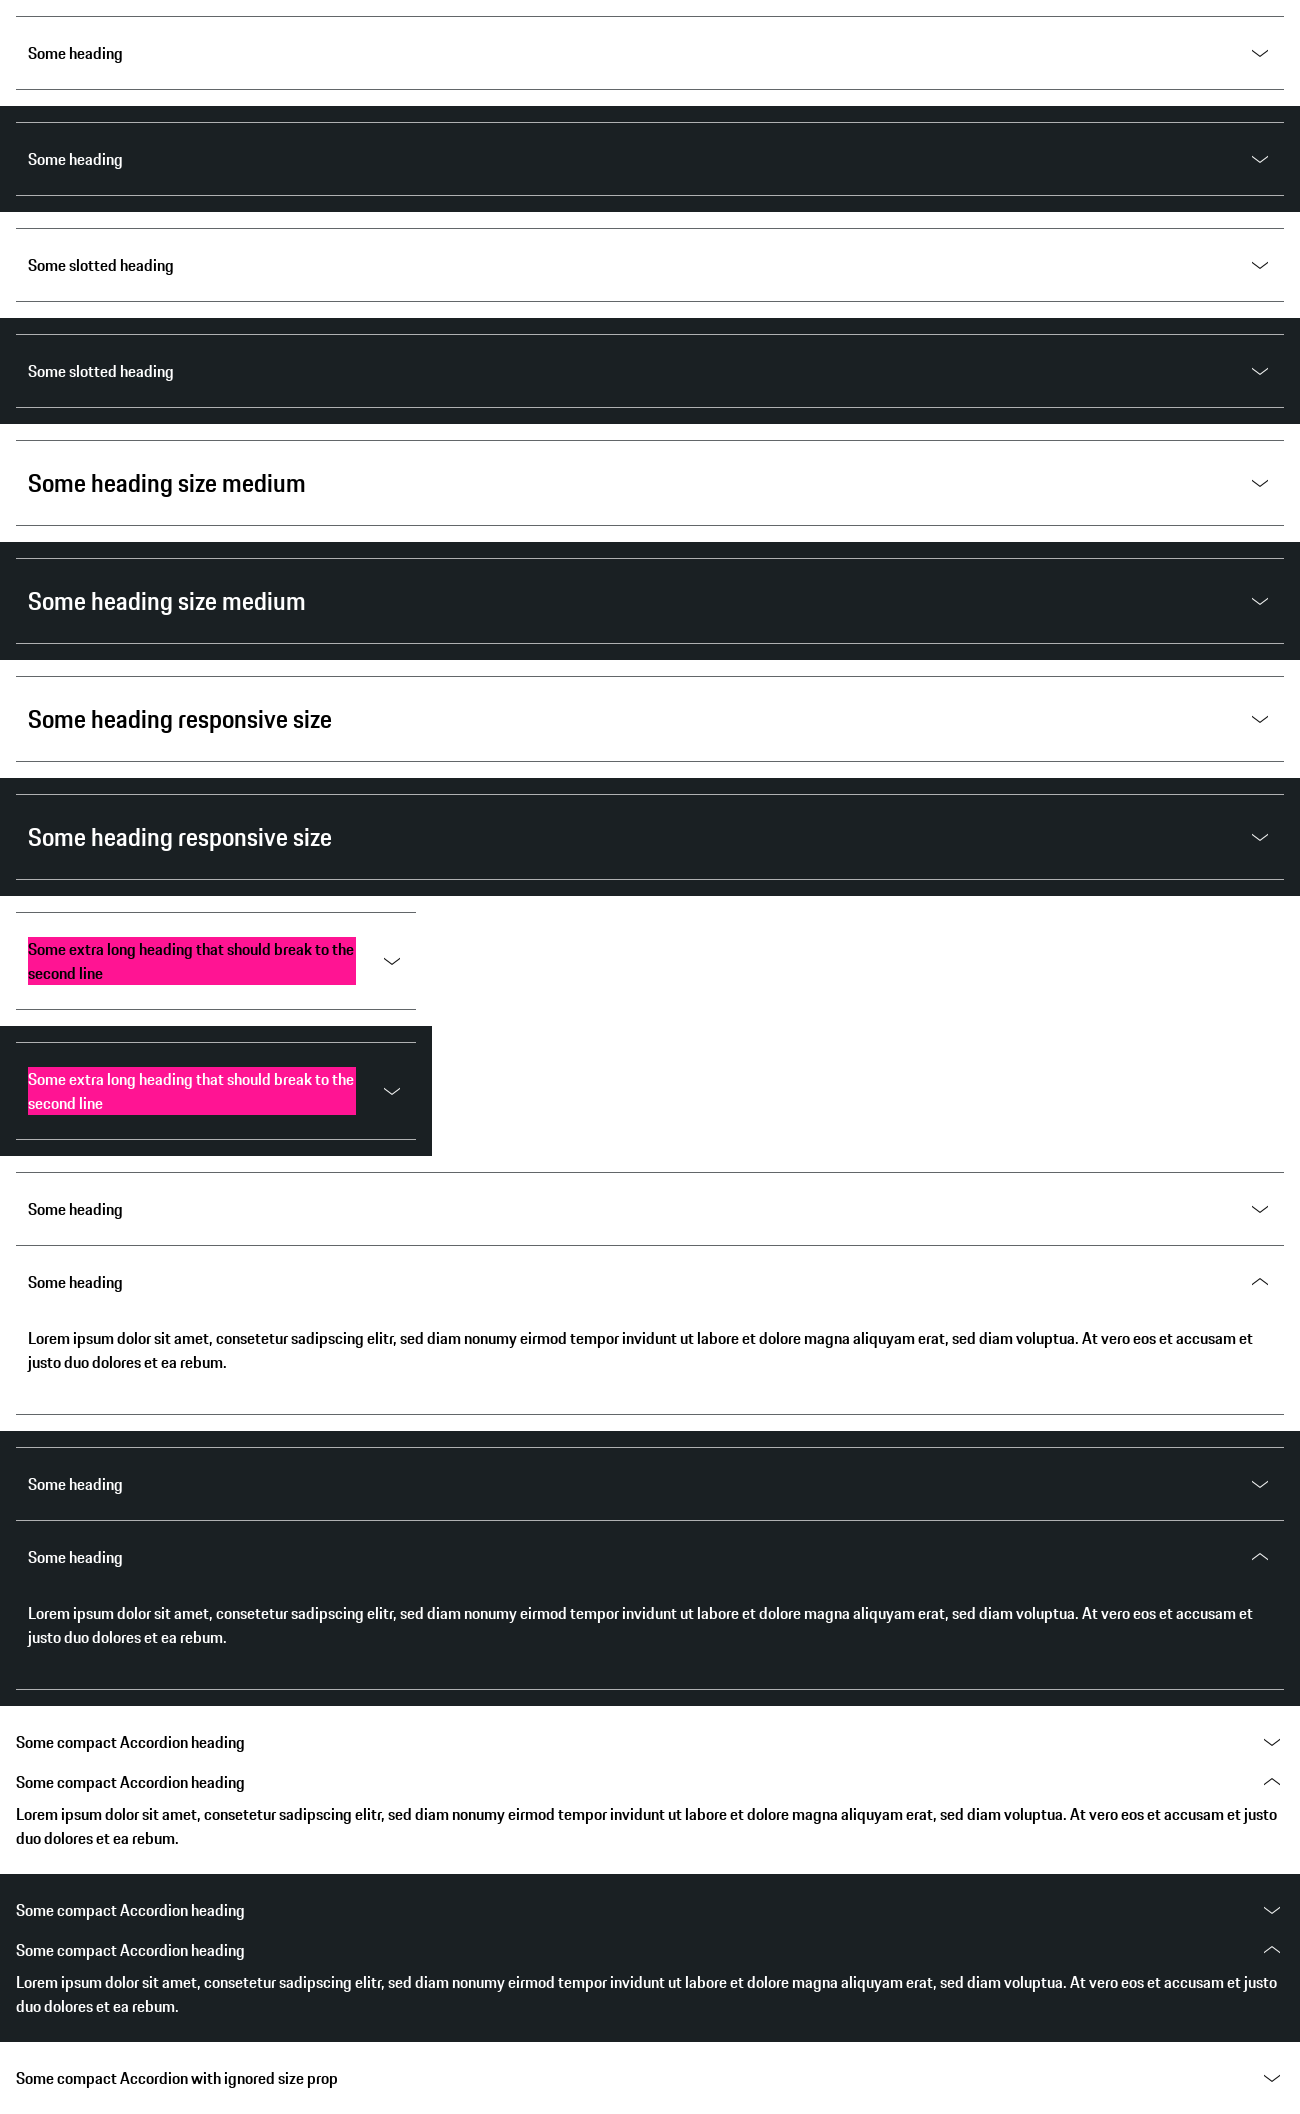 Some heading
Some heading
Some slotted heading
Some slotted heading
Some heading size medium
Some heading size medium
Some heading responsive size
Some heading responsive size
Some extra long heading that should break to the
second line
Some extra long heading that should break to the
second line
Some heading
Some heading
Lorem ipsum dolor sit amet, consetetur sadipscing elitr, sed diam nonumy eirmod tempor invidunt ut labore et dolore magna aliquyam erat, sed diam voluptua. At vero eos et accusam et
justo duo dolores et ea rebum.
Some heading
Some heading
Lorem ipsum dolor sit amet, consetetur sadipscing elitr, sed diam nonumy eirmod tempor invidunt ut labore et dolore magna aliquyam erat, sed diam voluptua. At vero eos et accusam et
justo duo dolores et ea rebum.
Some compact Accordion heading
Some compact Accordion heading
Lorem ipsum dolor sit amet, consetetur sadipscing elitr, sed diam nonumy eirmod tempor invidunt ut labore et dolore magna aliquyam erat, sed diam voluptua. At vero eos et accusam et justo
duo dolores et ea rebum.
Some compact Accordion heading
Some compact Accordion heading
Lorem ipsum dolor sit amet, consetetur sadipscing elitr, sed diam nonumy eirmod tempor invidunt ut labore et dolore magna aliquyam erat, sed diam voluptua. At vero eos et accusam et justo
duo dolores et ea rebum.
Some compact Accordion with ignored size prop